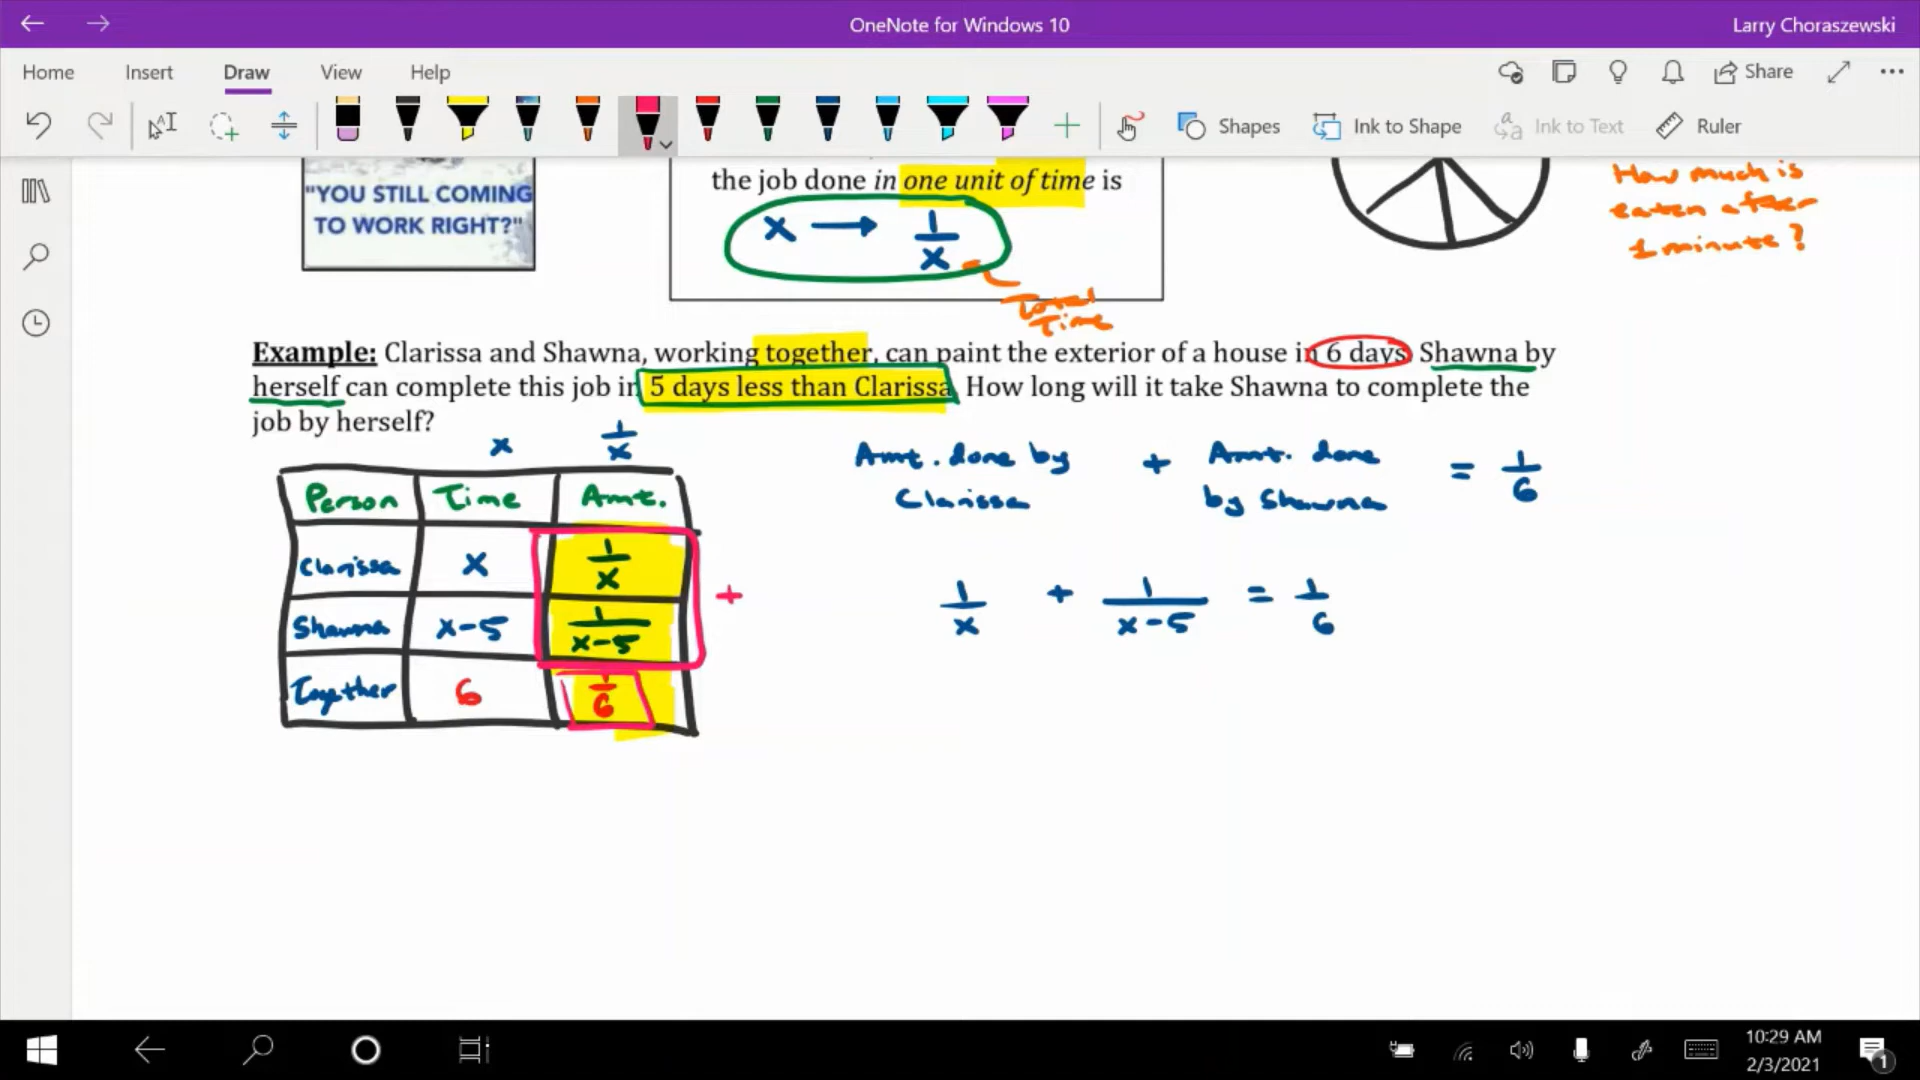 OneNote for Windows 10
Larry Choraszewski
Home Insert Draw View Help
Share
Shapes Ink to Shape Ink to Text Ruler
"YOU STILL COMING
TO WORK RIGHT?"
the job done in one unit of time is
x → 1/x
Total
Time
How much is
eaten after
1 minute?
Example: Clarissa and Shawna, working together, can paint the exterior of a house in 6 days. Shawna by
herself can complete this job in 5 days less than Clarissa. How long will it take Shawna to complete the
job by herself?
x 1/x
Person Time Amt.
Clarissa x 1/x
Shawna x-5 1/(x-5)
Together 6 1/6
+
Amt. done by + Amt. done = 1/6
Clarissa by Shawna
1/x + 1/(x-5) = 1/6
10:29 AM
2/3/2021
1